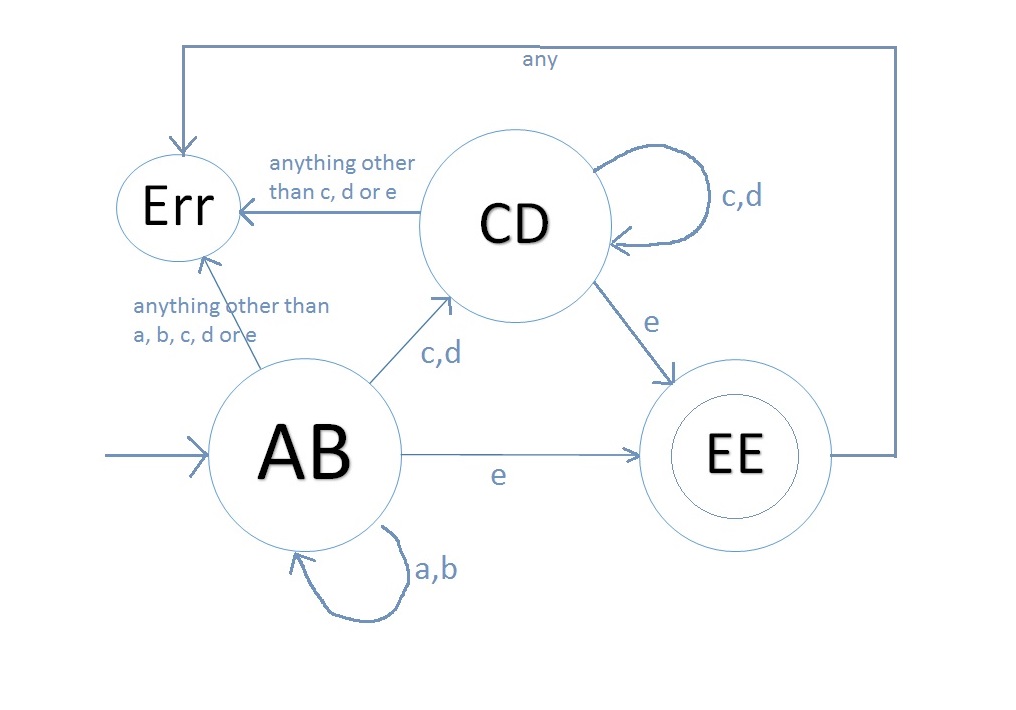 any
anything other
than c, d or e
Err
CD
c,d
anything other than
a, b, c, d or e
e
c,d
AB
EE
e
a,b